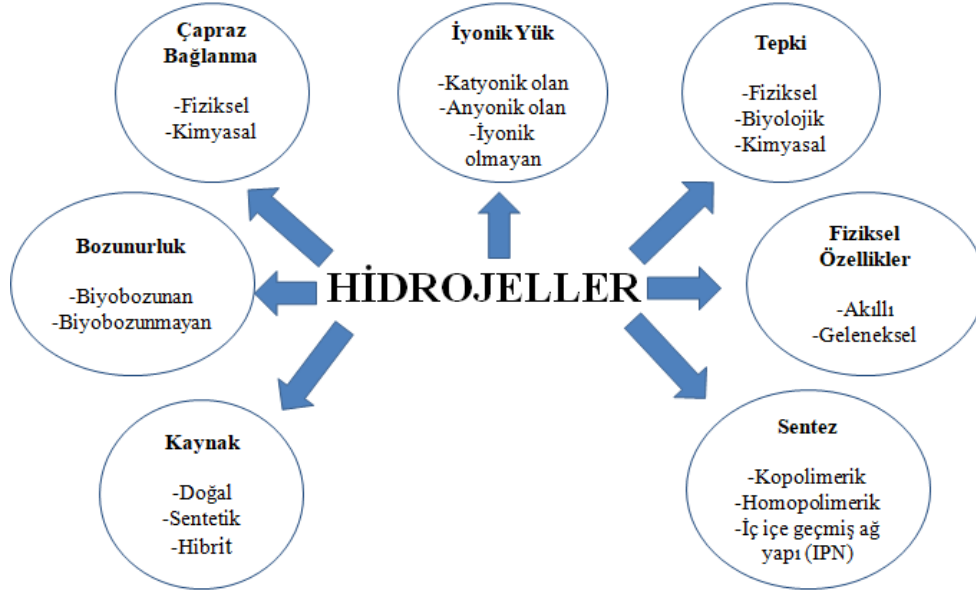 Çapraz
Bağlanma
-Fiziksel
-Kimyasal
İyonik Yük
-Katyonik olan
-Anyonik olan
-İyonik
olmayan
Tepki
-Fiziksel
-Biyolojik
-Kimyasal
Bozunurluk
-Biyobozunan
-Biyobozunmayan
HİDROJELLER
Fiziksel
Özellikler
-Akıllı
-Geleneksel
Kaynak
-Doğal
-Sentetik
-Hibrit
Sentez
-Kopolimerik
-Homopolimerik
-İç içe geçmiş ağ
yapı (IPN)